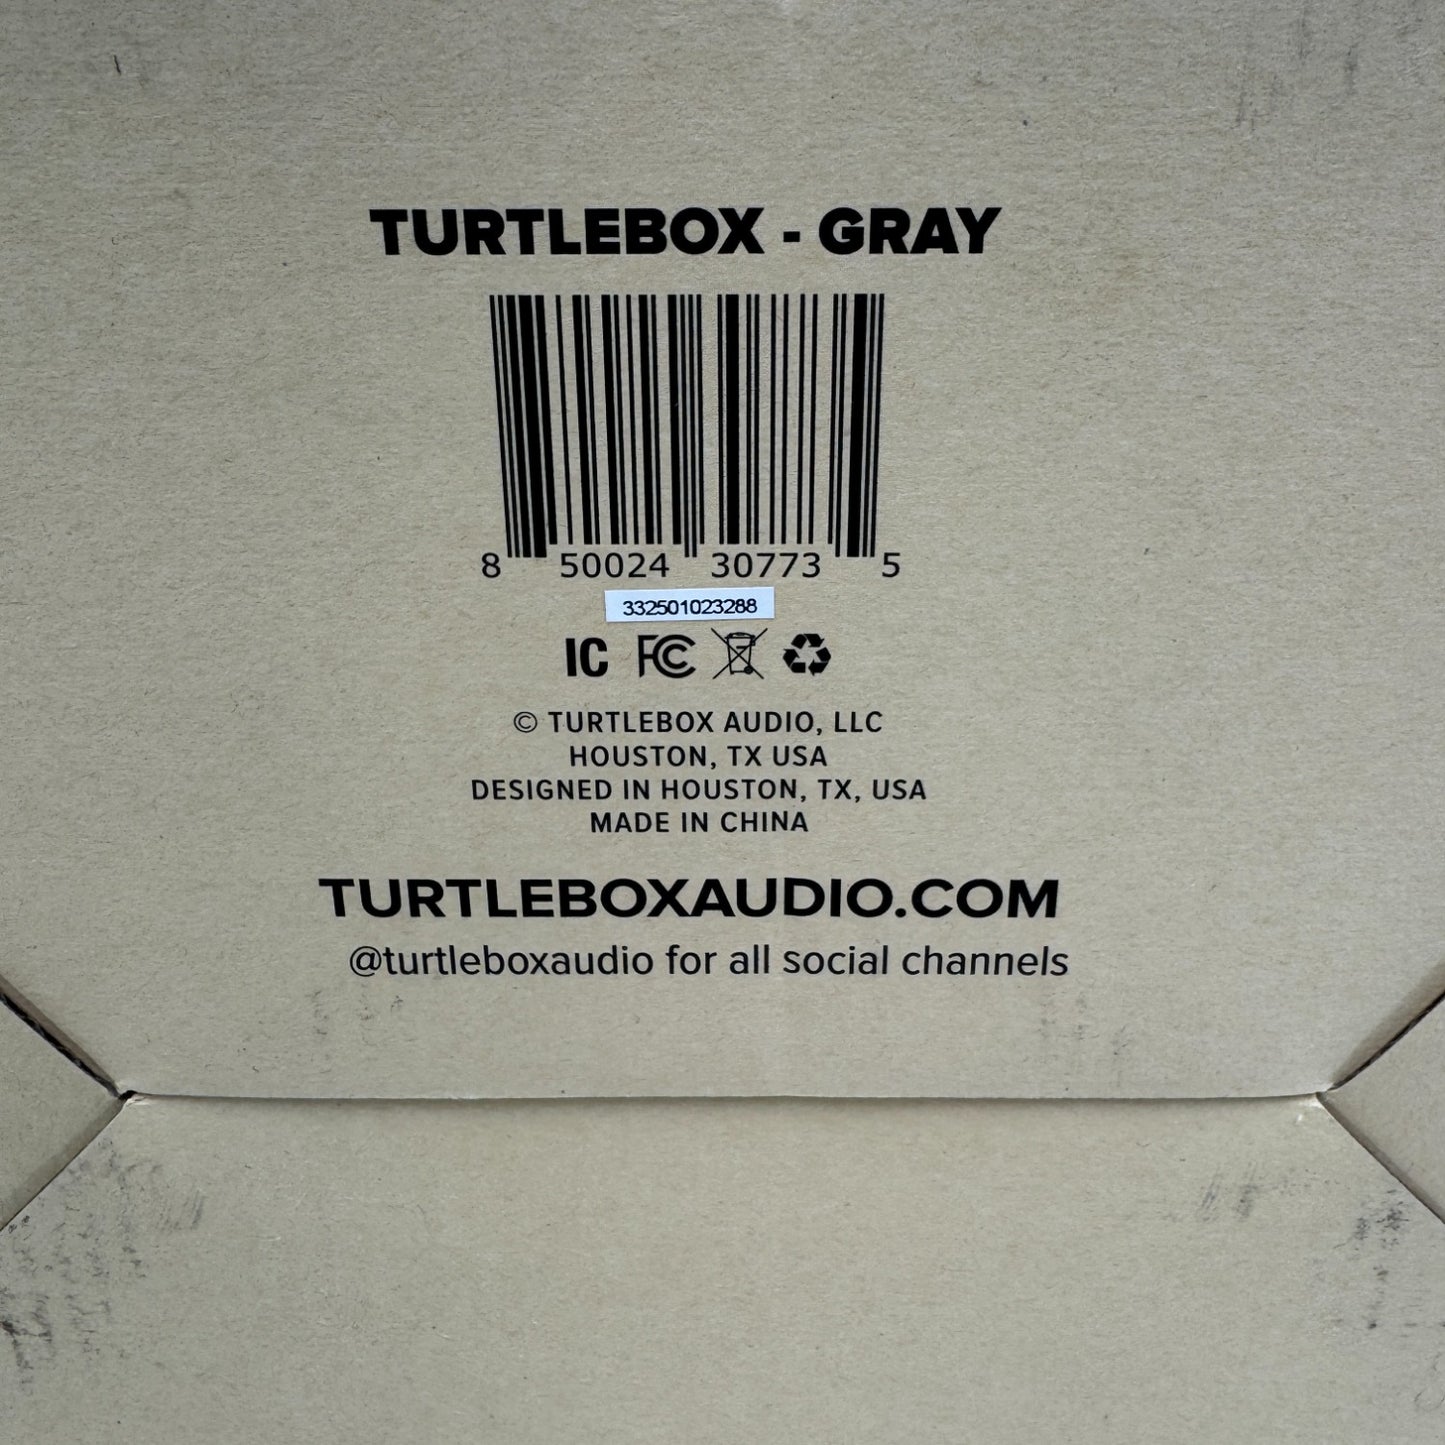 TURTLEBOX - GRAY
8 50024 30773 5
332501023288
IC FC
© TURTLEBOX AUDIO, LLC
HOUSTON, TX USA
DESIGNED IN HOUSTON, TX, USA
MADE IN CHINA
TURTLEBOXAUDIO.COM
@turtleboxaudio for all social channels